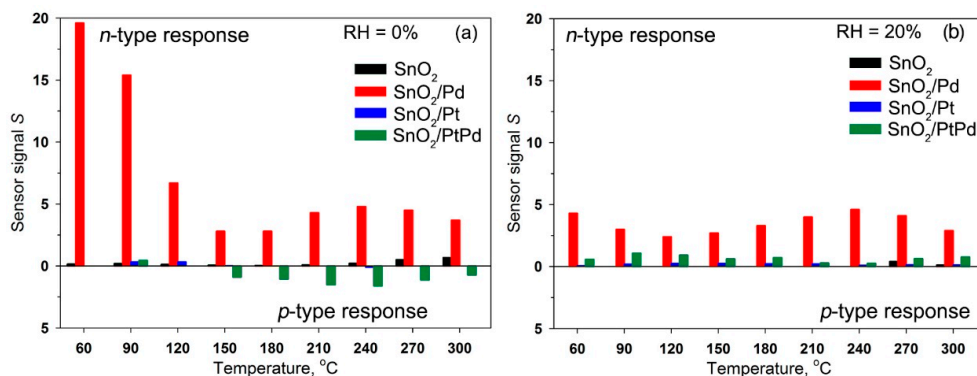 n-type response
RH = 0%
(a)
SnO2
SnO2/Pd
SnO2/Pt
SnO2/PtPd
p-type response
Sensor signal S
20
15
10
5
0
5
60 90 120 150 180 210 240 270 300
Temperature, °C
n-type response
RH = 20%
(b)
SnO2
SnO2/Pd
SnO2/Pt
SnO2/PtPd
p-type response
Sensor signal S
20
15
10
5
0
5
60 90 120 150 180 210 240 270 300
Temperature, °C